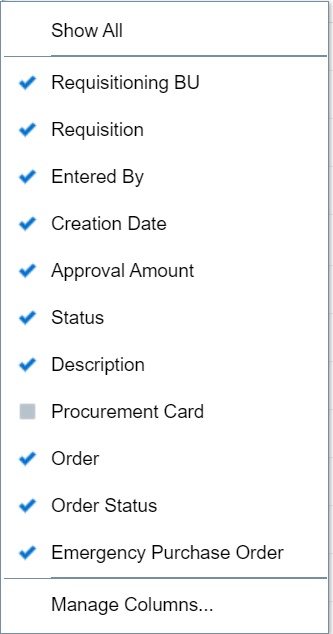 Show All
Requisitioning BU
Requisition
Entered By
Creation Date
Approval Amount
Status
Description
Procurement Card
Order
Order Status
Emergency Purchase Order
Manage Columns...